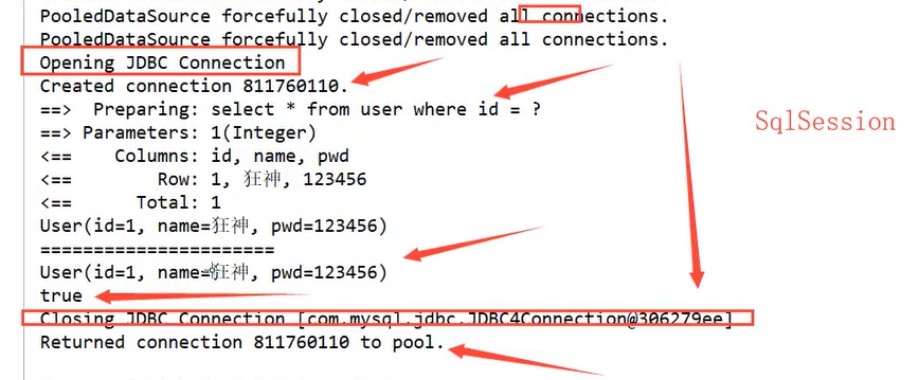 PooledDataSource forcefully closed/removed all connections.
PooledDataSource forcefully closed/removed all connections.
Opening JDBC Connection
Created connection 811760110.
==>  Preparing: select * from user where id = ?
==> Parameters: 1(Integer)
<==    Columns: id, name, pwd
<==        Row: 1, 狂神, 123456
<==      Total: 1
User(id=1, name=狂神, pwd=123456)
=======================
User(id=1, name=狂神, pwd=123456)
true
Closing JDBC Connection [com.mysql.jdbc.JDBC4Connection@306279ee]
Returned connection 811760110 to pool.
SqlSession